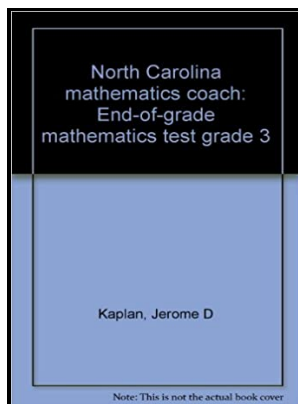 North Carolina
mathematics coach:
End-of-grade
mathematics test grade 3
Kaplan, Jerome D
Note: This is not the actual book cover